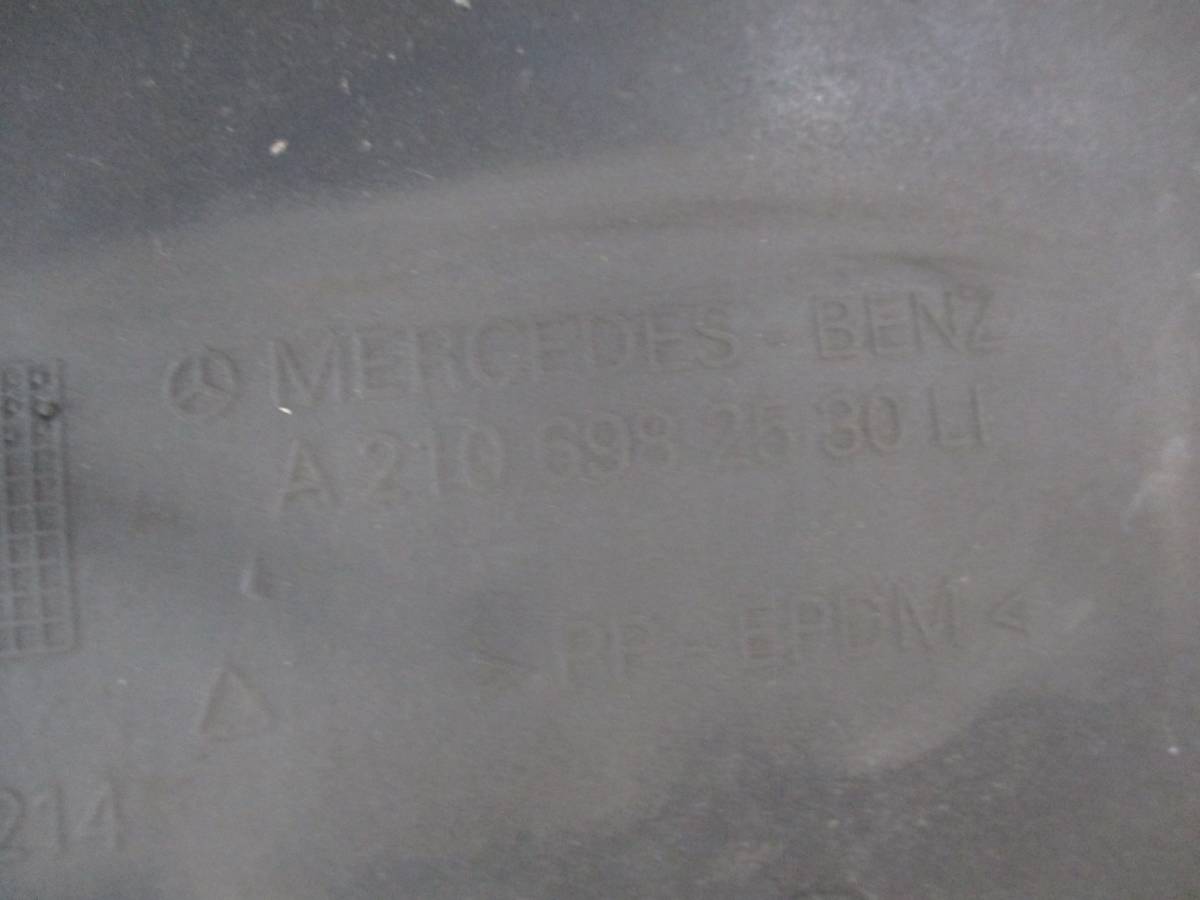 MERCEDES - BENZ
A 210 698 25 30 LI
> PP - EPDM <
214